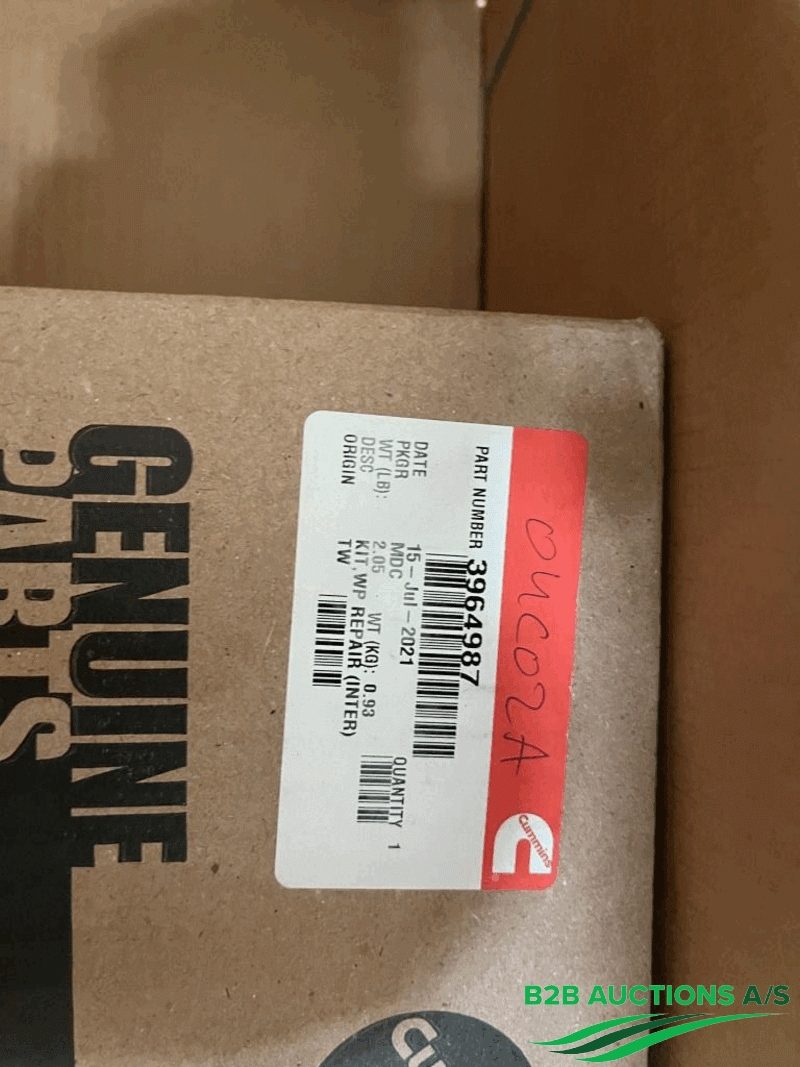 04C02A
cummins
PART NUMBER 3964987
DATE 15-Jul-2021
PKGR MDC QUANTITY 1
WT (LB): 2.05 WT (KG): 0.93
DESC KIT,WP REPAIR (INTER)
ORIGIN TW
GENUINE
PARTS
Cu
B2B AUCTIONS A/S